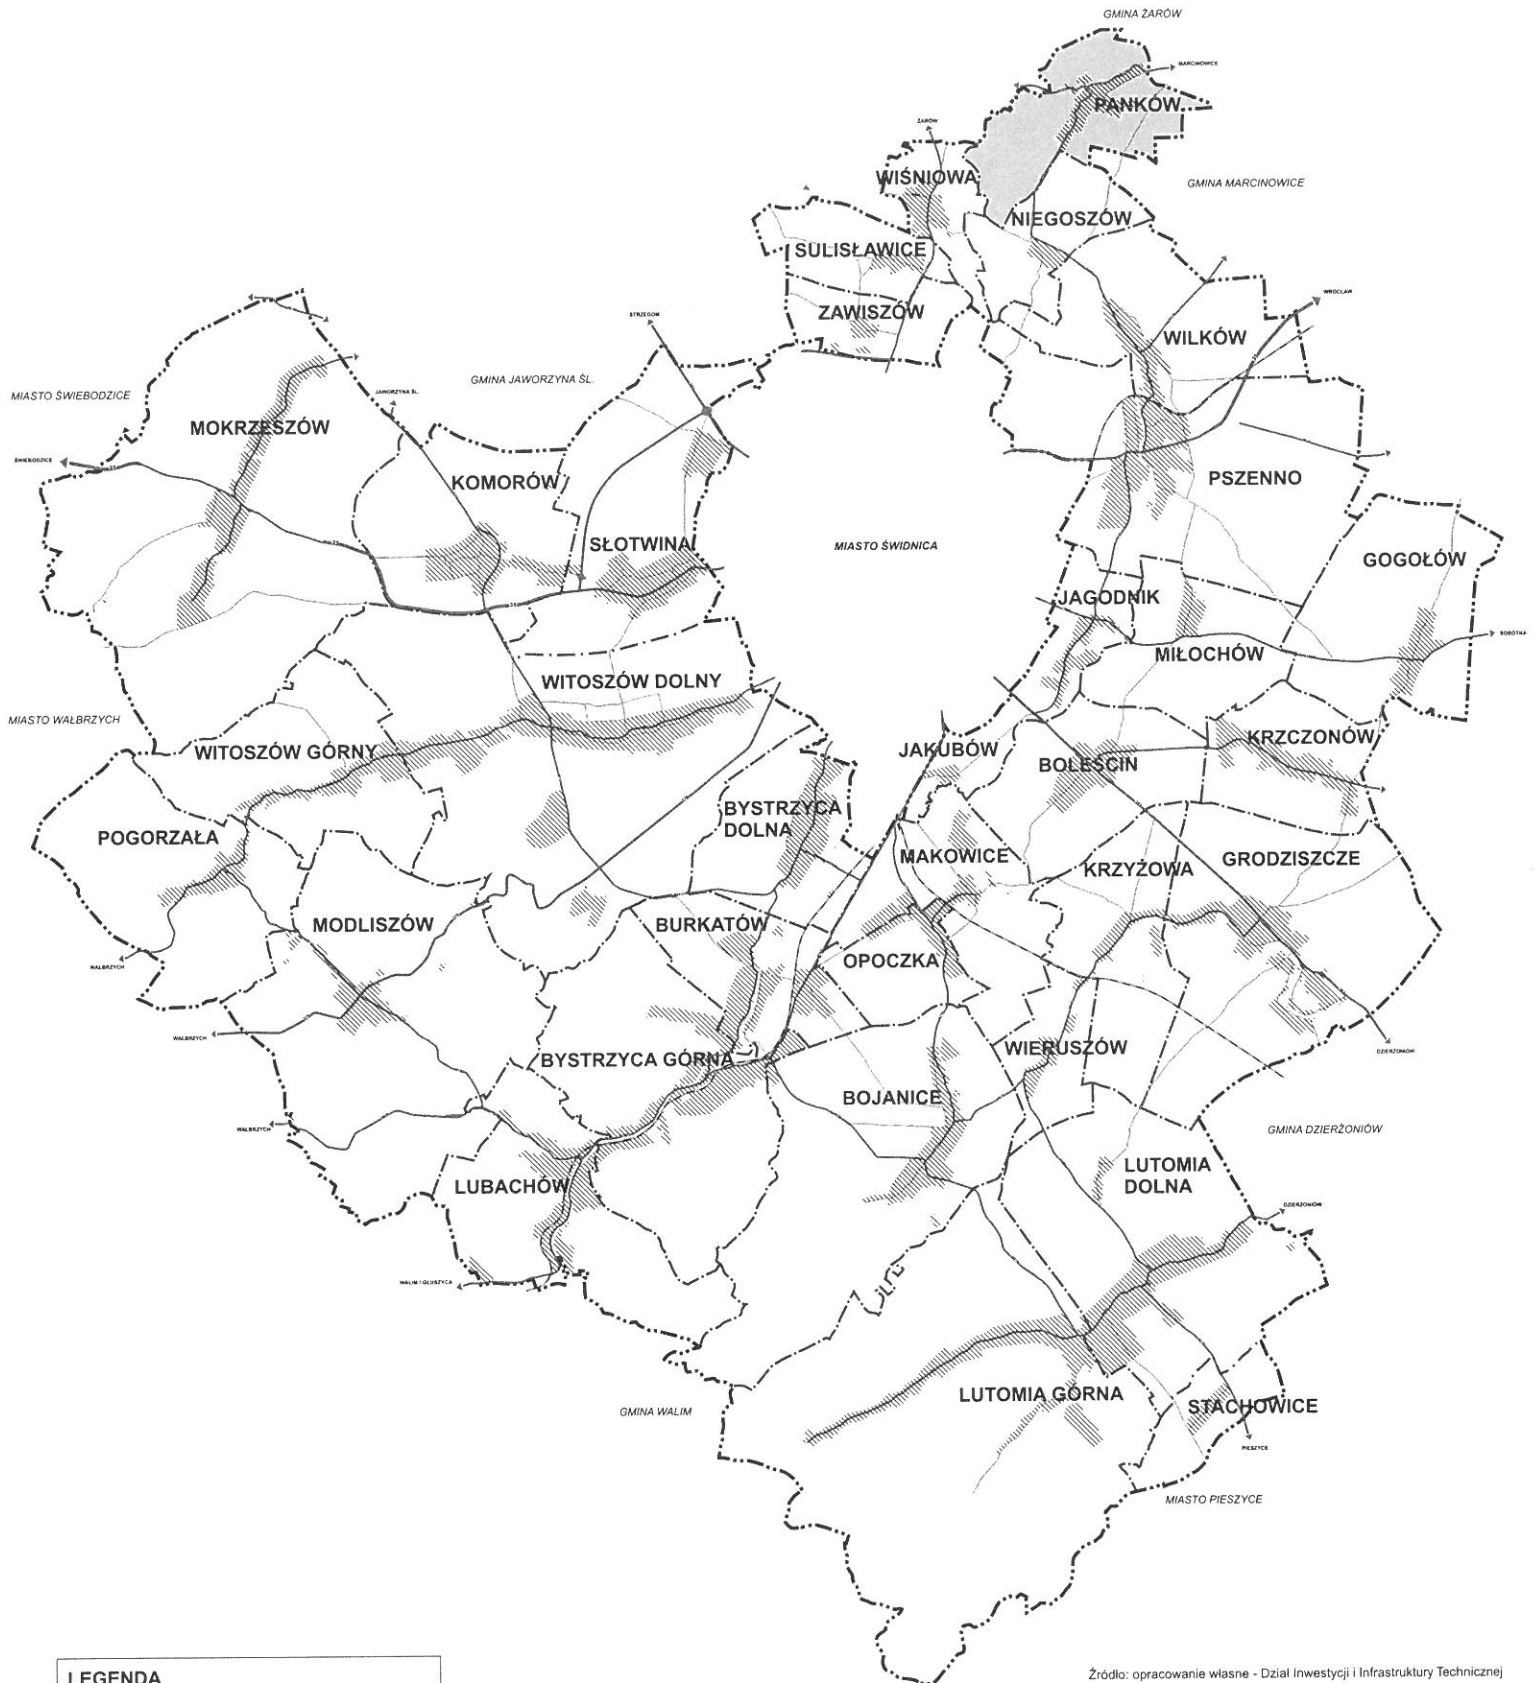 GMINA ŻARÓW
MARCINOWICE
PANKÓW
ŻARÓW
WIŚNIOWA
GMINA MARCINOWICE
NIEGOSZÓW
SULISŁAWICE
ZAWISZÓW
WROCŁAW
STRZEGOM
WILKÓW
GMINA JAWORZYNA ŚL.
JAWORZYNA ŚL.
MIASTO ŚWIEBODZICE
MOKRZESZÓW
ŚWIEBODZICE
KOMORÓW
PSZENNO
SŁOTWINA
MIASTO ŚWIDNICA
GOGOŁÓW
JAGODNIK
SOBÓTKA
MIŁOCHÓW
WITOSZÓW DOLNY
MIASTO WAŁBRZYCH
WITOSZÓW GÓRNY
JAKUBÓW
BOLEŚCIN
KRZCZONÓW
BYSTRZYCA
DOLNA
POGORZAŁA
MAKOWICE
KRZYŻOWA
GRODZISZCZE
MODLISZÓW
BURKATÓW
OPOCZKA
WAŁBRZYCH
WAŁBRZYCH
BYSTRZYCA GÓRNA
WIERUSZÓW
DZIERŻONIÓW
BOJANICE
WAŁBRZYCH
GMINA DZIERŻONIÓW
LUBACHÓW
LUTOMIA
DOLNA
DZIERŻONIÓW
WALIM / GŁUSZYCA
LUTOMIA GÓRNA
STACHOWICE
GMINA WALIM
PIESZYCE
MIASTO PIESZYCE
LEGENDA
Źródło: opracowanie własne - Dział Inwestycji i Infrastruktury Technicznej